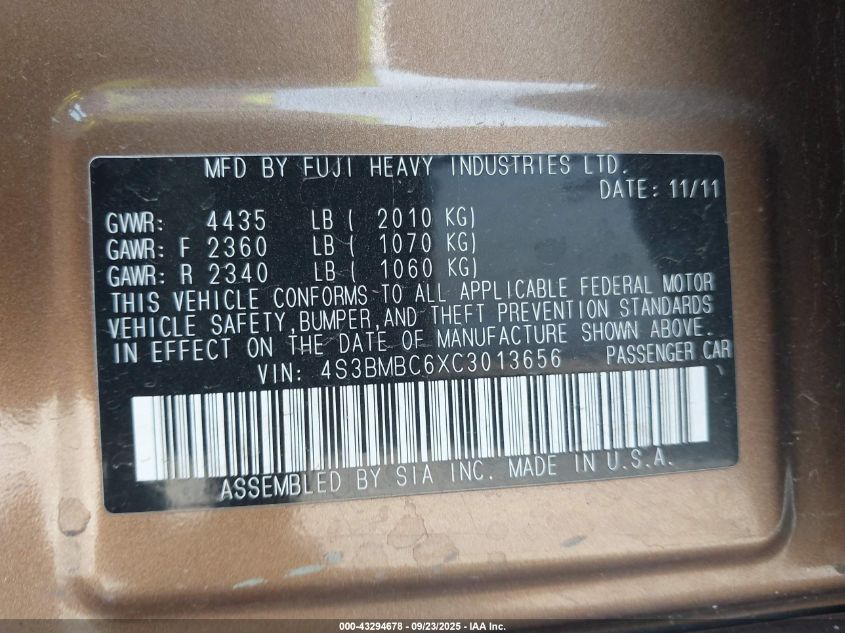 MFD BY FUJI HEAVY INDUSTRIES LTD.
DATE: 11/11
GVWR: 4435 LB ( 2010 KG)
GAWR: F 2360 LB ( 1070 KG)
GAWR: R 2340 LB ( 1060 KG)
THIS VEHICLE CONFORMS TO ALL APPLICABLE FEDERAL MOTOR
VEHICLE SAFETY,BUMPER,AND THEFT PREVENTION STANDARDS
IN EFFECT ON THE DATE OF MANUFACTURE SHOWN ABOVE.
VIN: 4S3BMBC6XC3013656 PASSENGER CAR
ASSEMBLED BY SIA INC. MADE IN U.S.A.
000-43294678 - 09/23/2025 - IAA Inc.